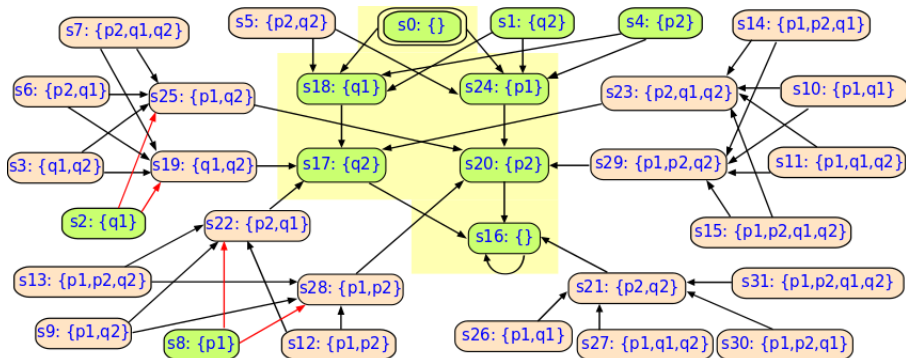 s5: {p2,q2}
s0: {}
s1: {q2}
s4: {p2}
s14: {p1,p2,q1}
s7: {p2,q1,q2}
s6: {p2,q1}
s25: {p1,q2}
s18: {q1}
s24: {p1}
s23: {p2,q1,q2}
s10: {p1,q1}
s3: {q1,q2}
s19: {q1,q2}
s17: {q2}
s20: {p2}
s29: {p1,p2,q2}
s11: {p1,q1,q2}
s2: {q1}
s22: {p2,q1}
s16: {}
s15: {p1,p2,q1,q2}
s13: {p1,p2,q2}
s28: {p1,p2}
s21: {p2,q2}
s31: {p1,p2,q1,q2}
s9: {p1,q2}
s8: {p1}
s12: {p1,p2}
s26: {p1,q1}
s27: {p1,q1,q2}
s30: {p1,p2,q1}